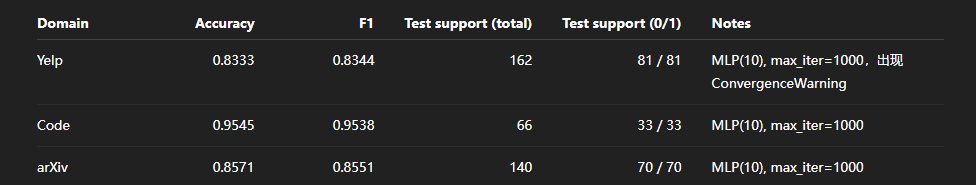 Domain Accuracy F1 Test support (total) Test support (0/1) Notes
Yelp 0.8333 0.8344 162 81 / 81 MLP(10), max_iter=1000，出现
ConvergenceWarning
Code 0.9545 0.9538 66 33 / 33 MLP(10), max_iter=1000
arXiv 0.8571 0.8551 140 70 / 70 MLP(10), max_iter=1000